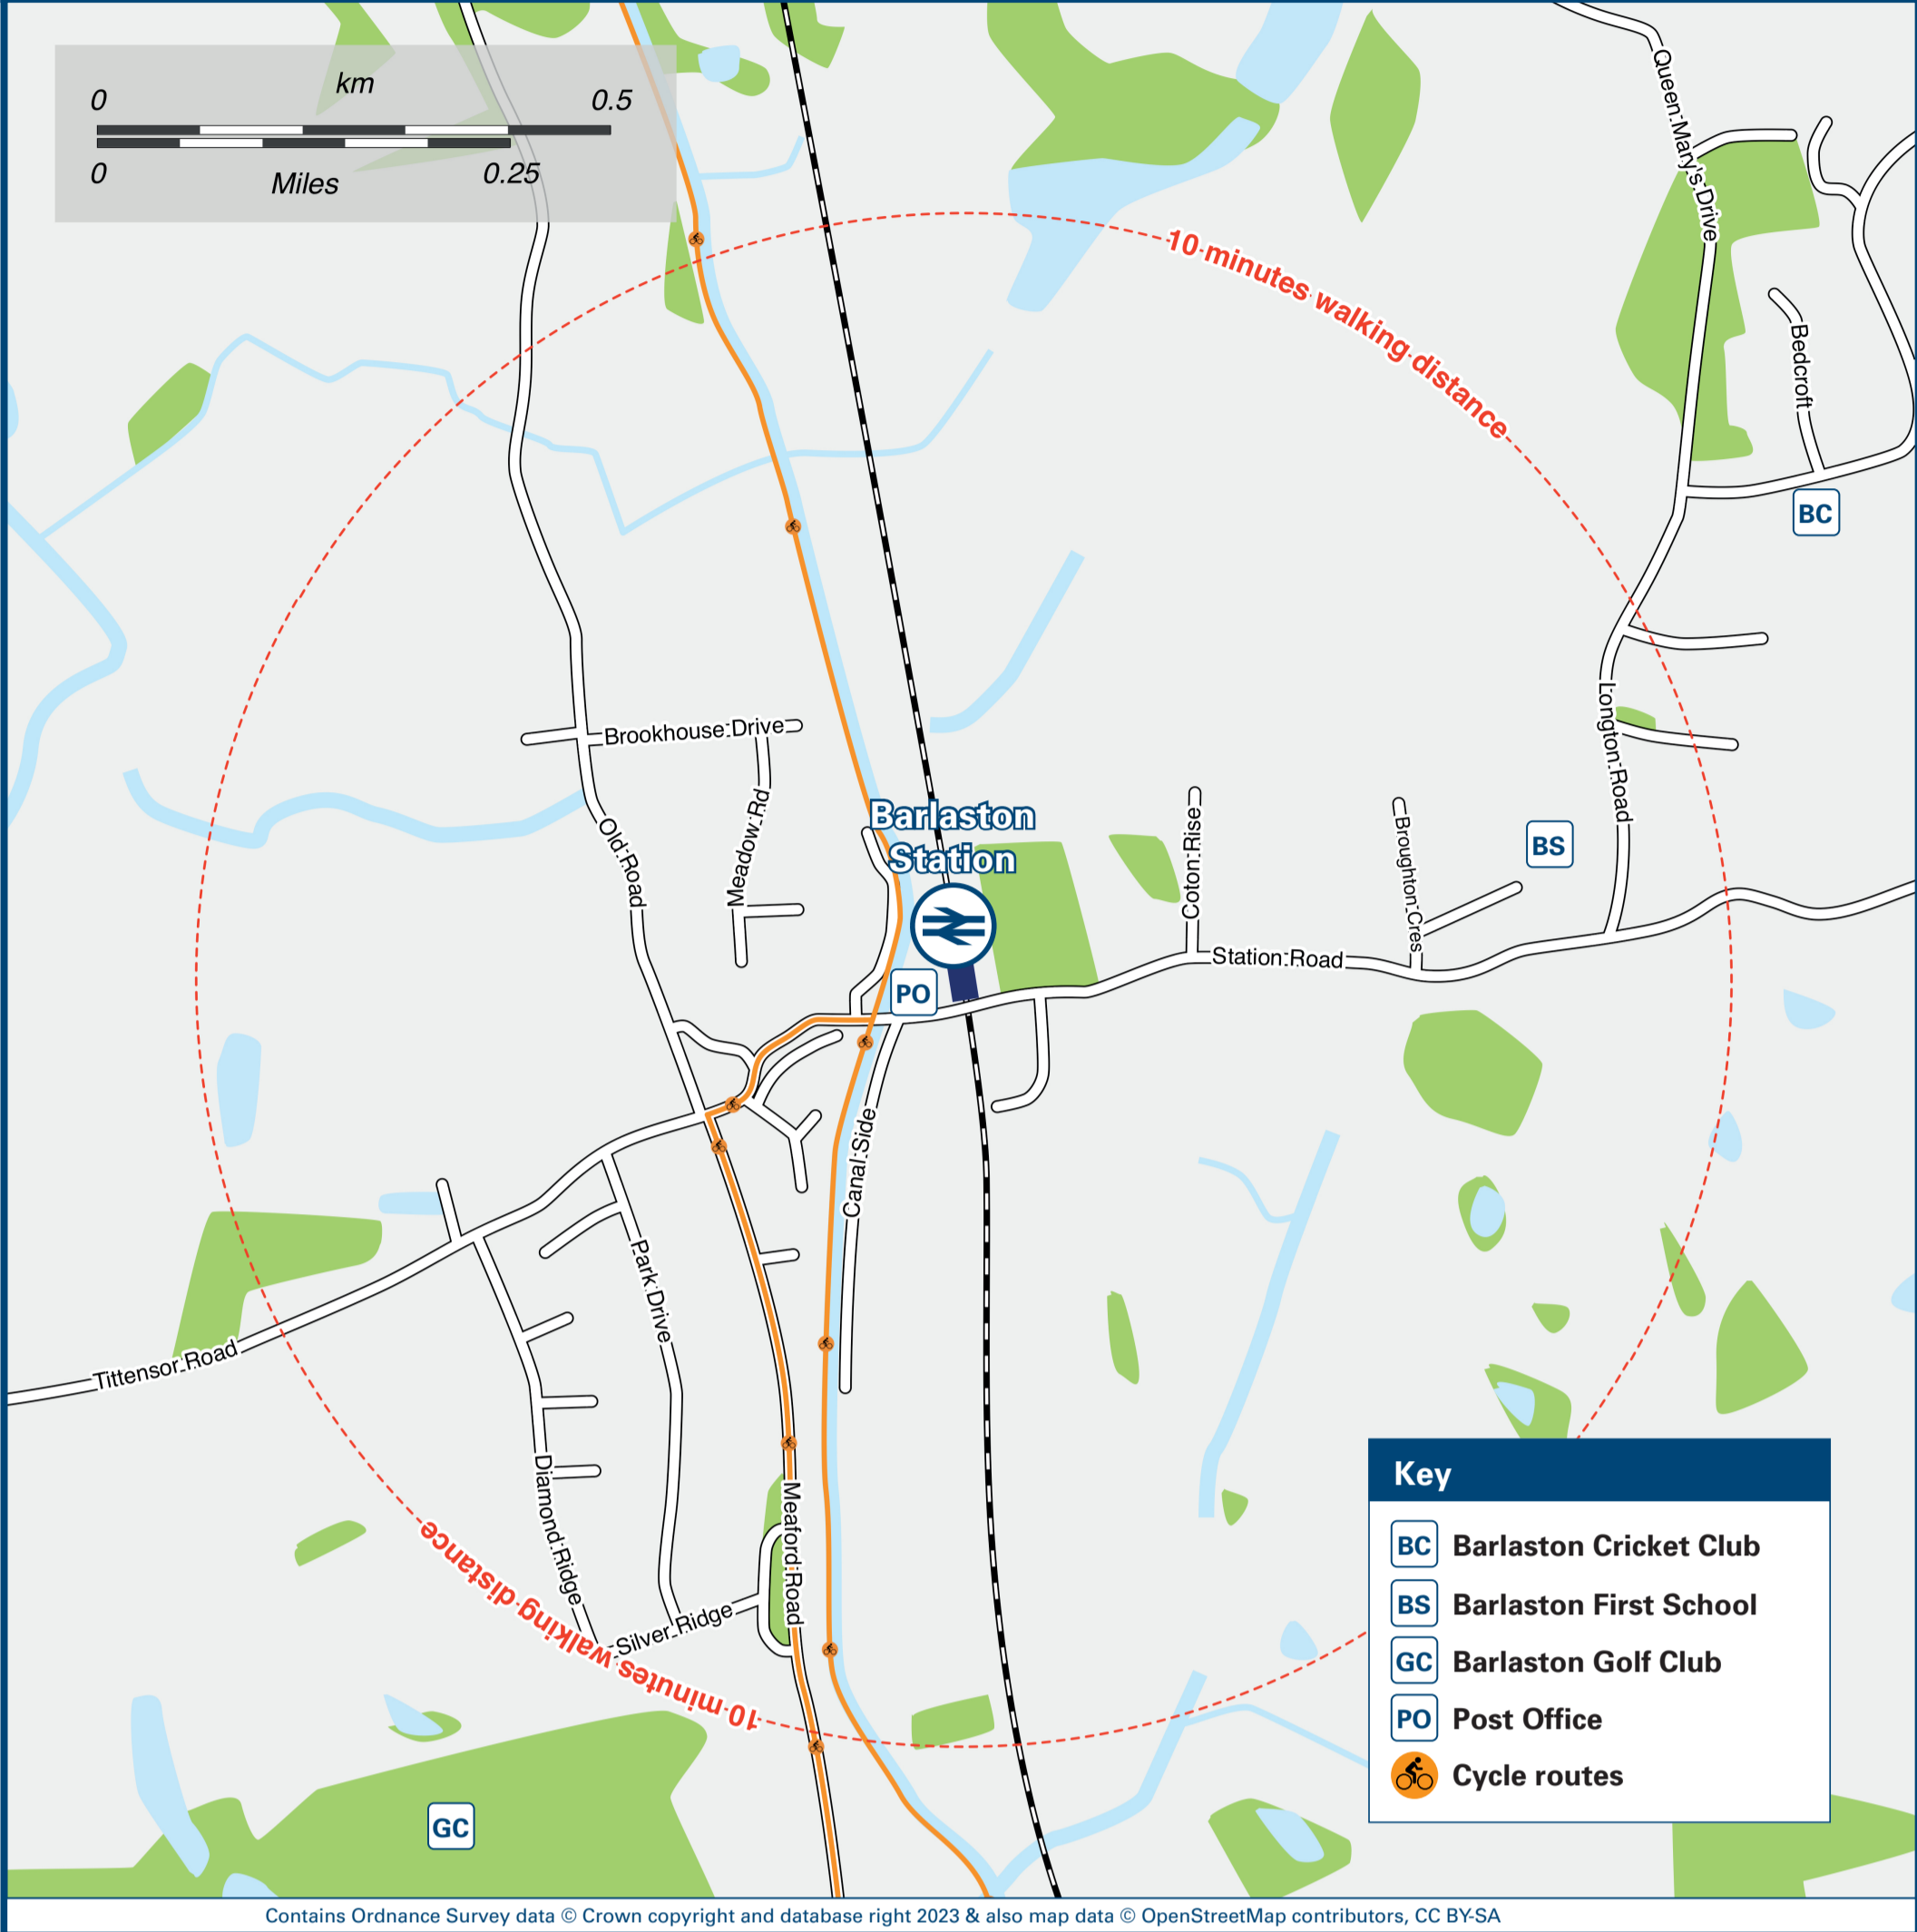 km
0 0.5
0 0.25
Miles
Queen Mary's Drive
10 minutes walking distance
Bedcroft
BC
Longton Road
Brookhouse Drive
Meadow Rd
Old Road
Barlaston
Station
Coton Rise
Broughton Cres
BS
PO
Station Road
Canal Side
Park Drive
Tittensor Road
Diamond Ridge
Meaford Road
Silver Ridge
10 minutes walking distance
GC
Key
BC Barlaston Cricket Club
BS Barlaston First School
GC Barlaston Golf Club
PO Post Office
Cycle routes
Contains Ordnance Survey data © Crown copyright and database right 2023 & also map data © OpenStreetMap contributors, CC BY-SA